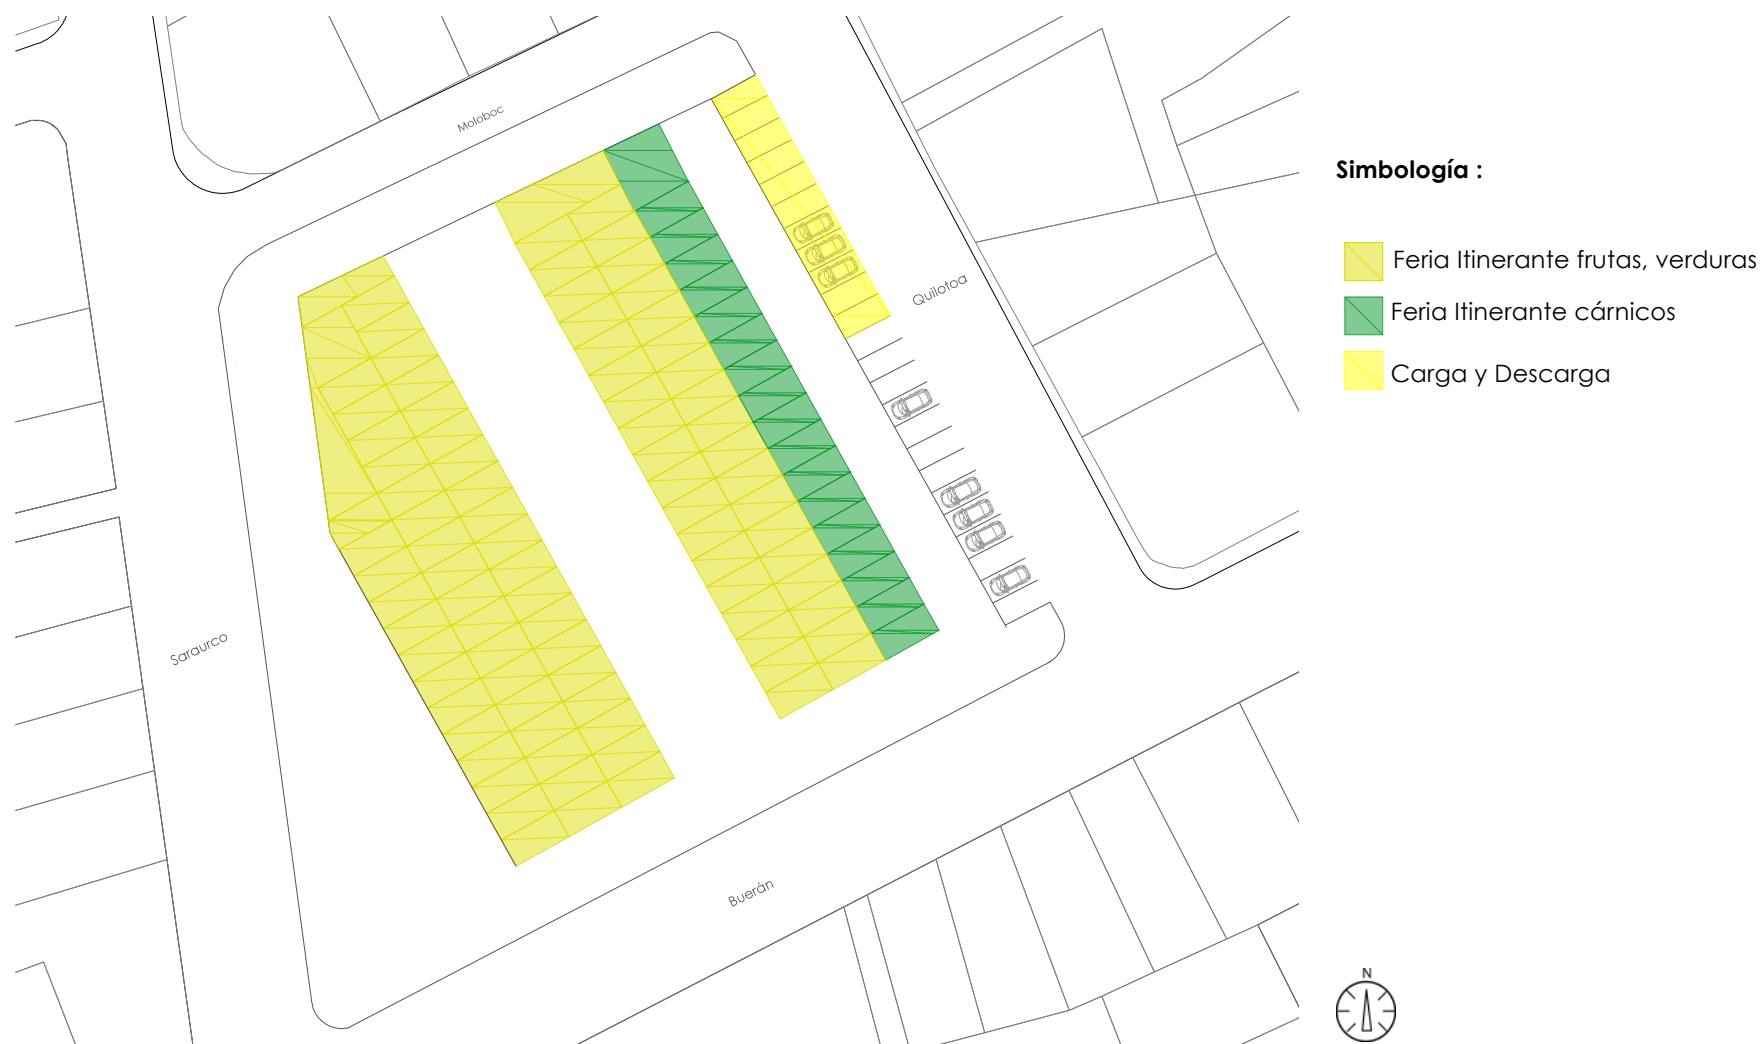 Moloboc
Simbología :
Feria Itinerante frutas, verduras
Quilotoa
Feria Itinerante cárnicos
Carga y Descarga
Saraurco
Buerán
N